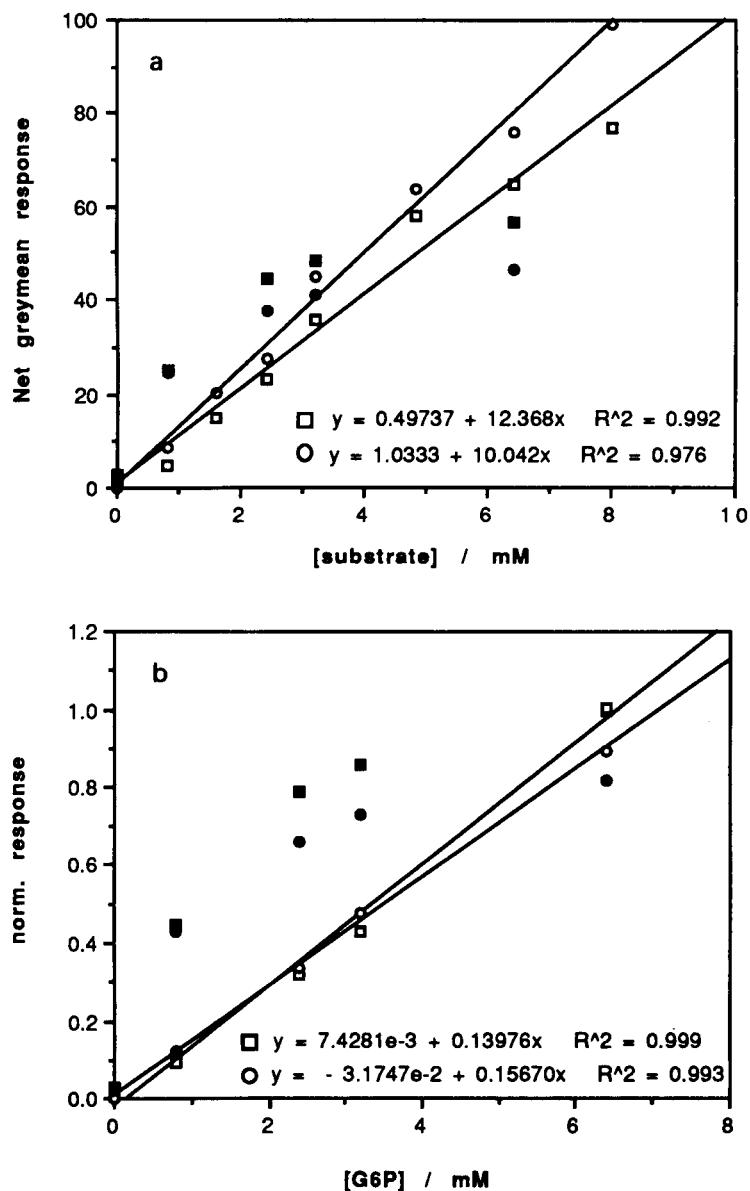 100
80
60
40
20
0
a
Net greymean response
y = 0.49737 + 12.368x R^2 = 0.992
y = 1.0333 + 10.042x R^2 = 0.976
0 2 4 6 8 10
[substrate] / mM
1.2
1.0
0.8
0.6
0.4
0.2
0.0
b
norm. response
y = 7.4281e-3 + 0.13976x R^2 = 0.999
y = - 3.1747e-2 + 0.15670x R^2 = 0.993
0 2 4 6 8
[G6P] / mM